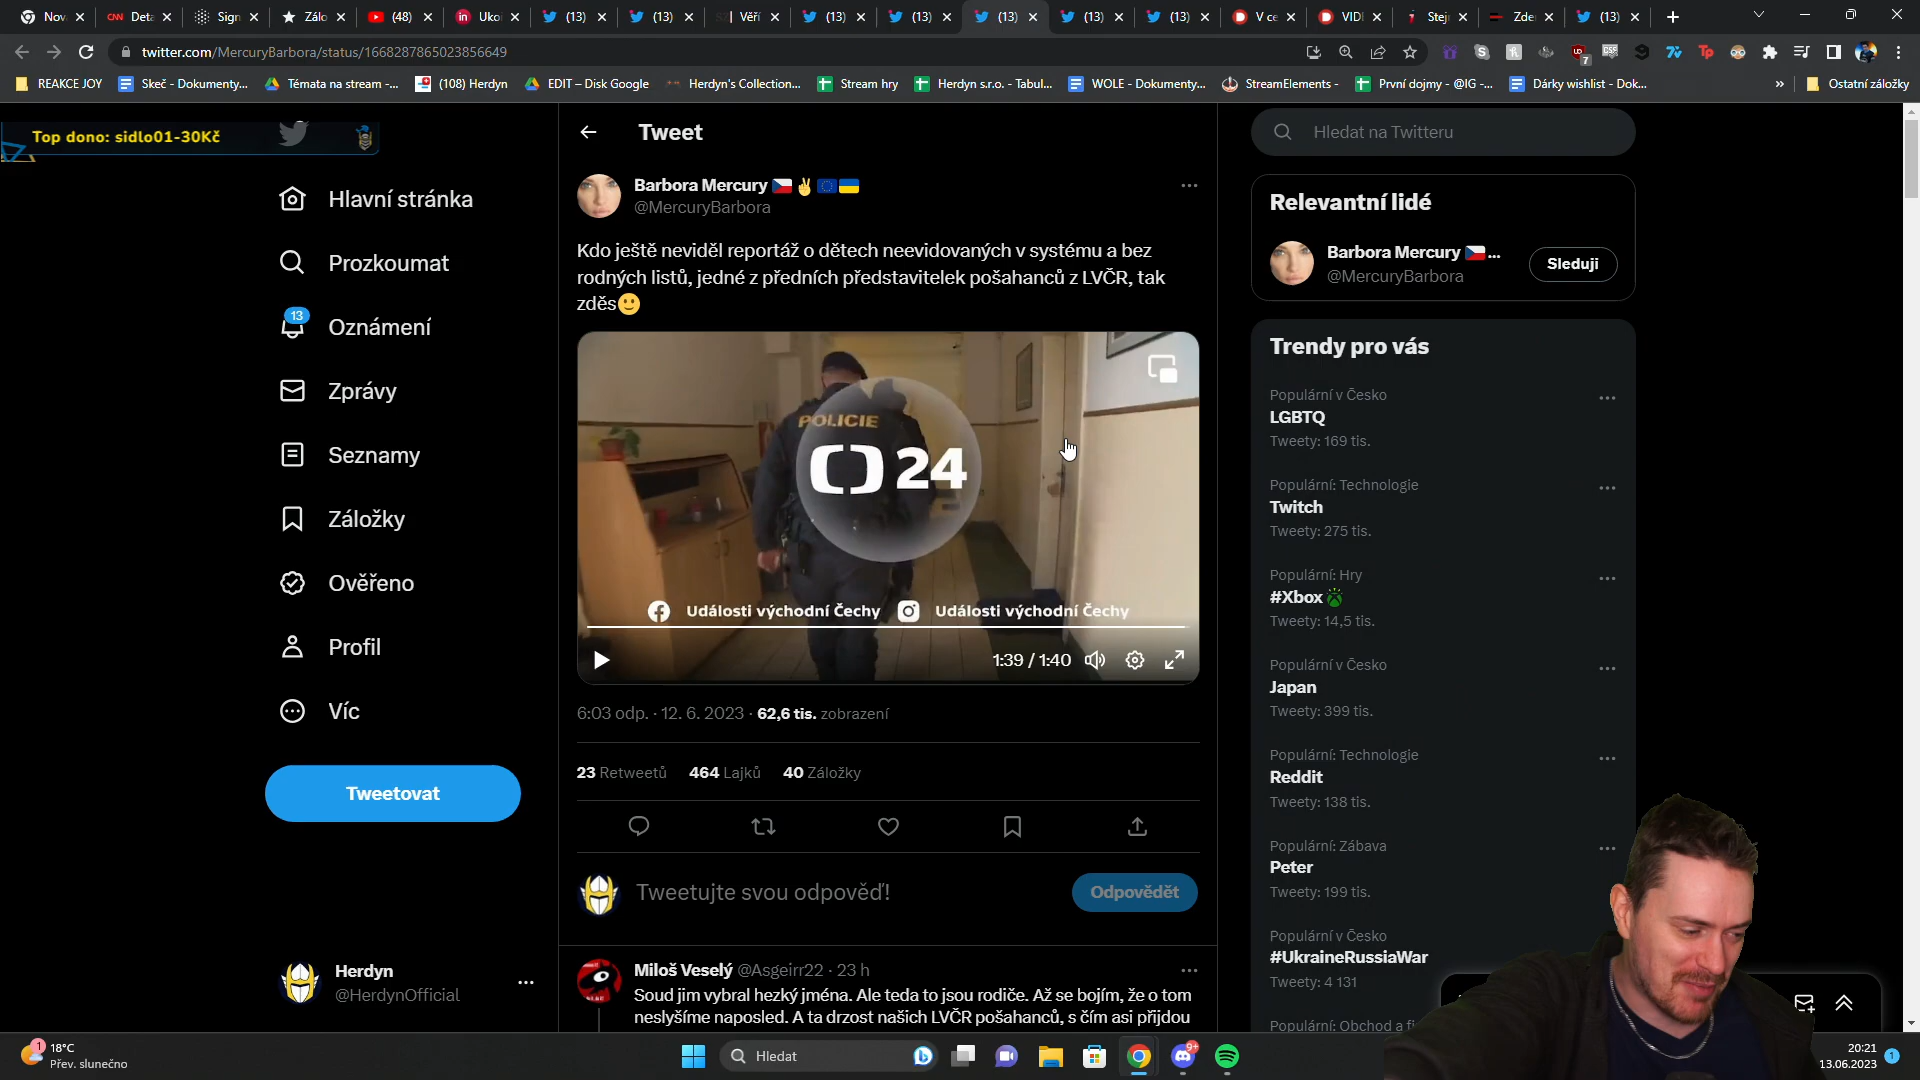 Nov
Deta
Sign
Zálo
(48)
Ukoi
(13)
(13)
Věří
(13)
(13)
(13)
(13)
(13)
V ce
VIDI
Stej
Zde
(13)
twitter.com/MercuryBarbora/status/1668287865023856649
7
REAKCE JOY
Skeč - Dokumenty...
Témata na stream -...
(108) Herdyn
EDIT – Disk Google
Herdyn's Collection...
Stream hry
Herdyn s.r.o. - Tabul...
WOLE - Dokumenty...
StreamElements -
První dojmy - @IG -...
Dárky wishlist - Dok...
»
Ostatní záložky
Top dono: sidlo01-30Kč
Hlavní stránka
Prozkoumat
13
Oznámení
Zprávy
Seznamy
Záložky
Ověřeno
Profil
Víc
Tweetovat
Herdyn
@HerdynOfficial
Tweet
Barbora Mercury
@MercuryBarbora
Kdo ještě neviděl reportáž o dětech neevidovaných v systému a bez
rodných listů, jedné z předních představitelek pošahanců z LVČR, tak
zděs
POLICIE
24
Události východní Čechy
Události východní Čechy
1:39 / 1:40
6:03 odp. · 12. 6. 2023 · 62,6 tis. zobrazení
23 Retweetů 464 Lajků 40 Záložky
Tweetujte svou odpověď!
Odpovědět
Miloš Veselý @Asgeirr22 · 23 h
Soud jim vybral hezký jména. Ale teda to jsou rodiče. Až se bojím, že o tom
neslyšíme naposled. A ta drzost našich LVČR pošahanců, s čím asi přijdou
Hledat na Twitteru
Relevantní lidé
Barbora Mercury ...
@MercuryBarbora
Sleduji
Trendy pro vás
Populární v Česko
LGBTQ
Tweety: 169 tis.
Populární: Technologie
Twitch
Tweety: 275 tis.
Populární: Hry
#Xbox
Tweety: 14,5 tis.
Populární v Česko
Japan
Tweety: 399 tis.
Populární: Technologie
Reddit
Tweety: 138 tis.
Populární: Zábava
Peter
Tweety: 199 tis.
Populární v Česko
#UkraineRussiaWar
Tweety: 4 131
Populární: Obchod a fi
1
18°C
Přev. slunečno
Hledat
9+
20:21
13.06.2023
1